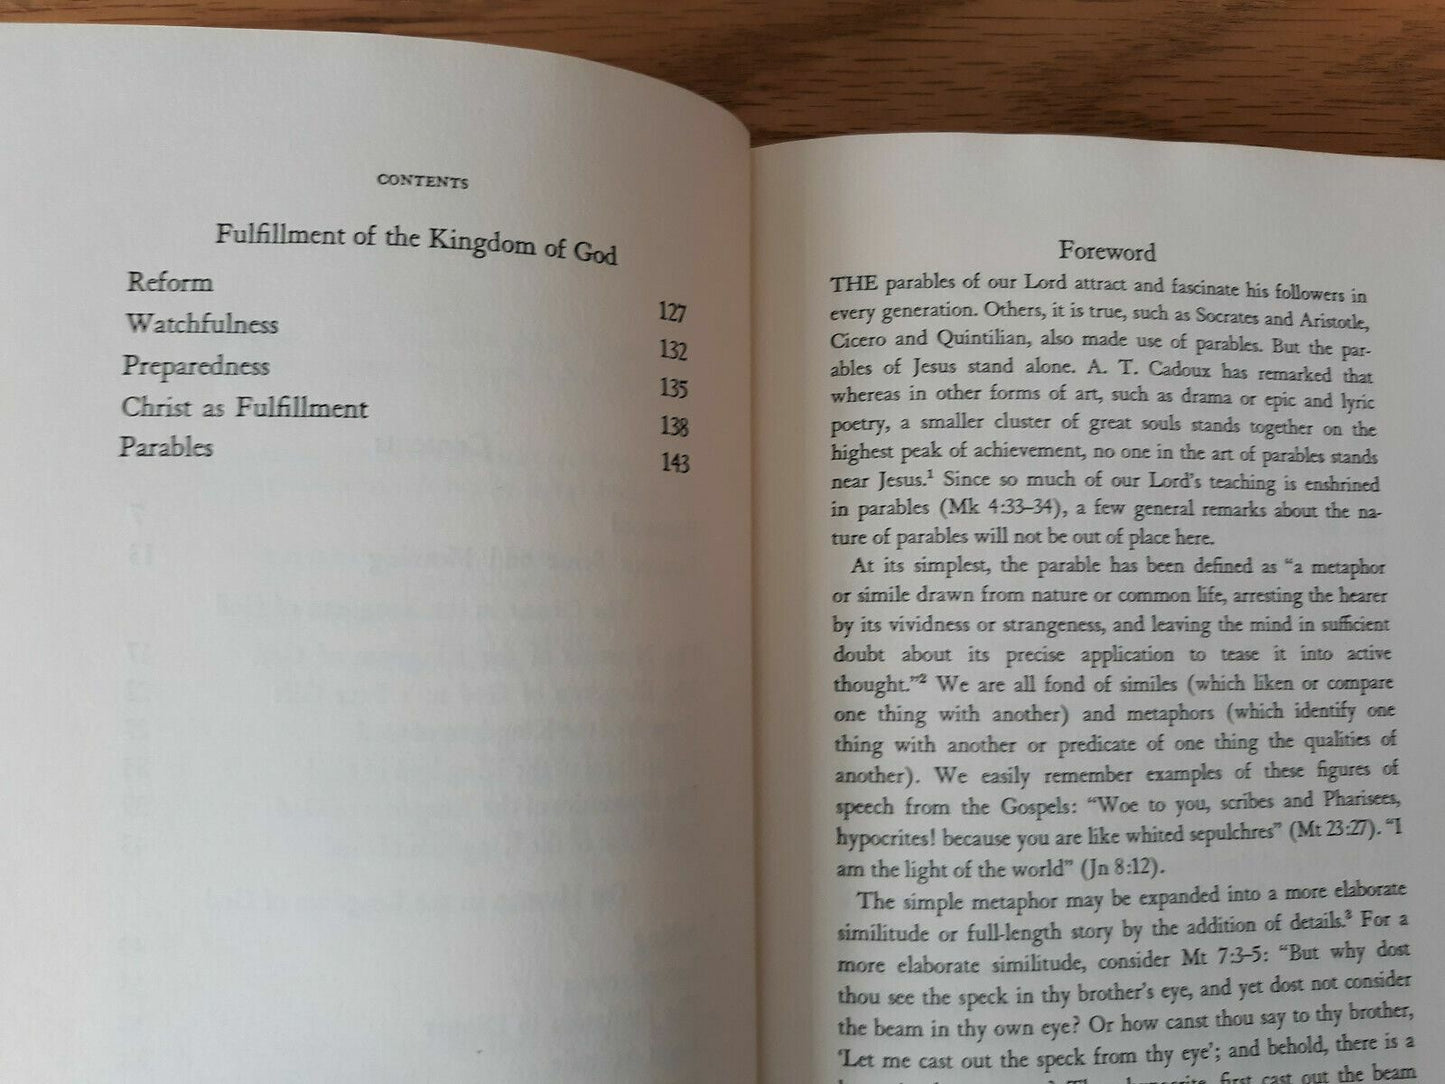 CONTENTS
Fulfillment of the Kingdom of God
Reform 127
Watchfulness 132
Preparedness 135
Christ as Fulfillment 138
Parables 143
Foreword
THE parables of our Lord attract and fascinate his followers in
every generation. Others, it is true, such as Socrates and Aristotle,
Cicero and Quintilian, also made use of parables. But the par-
ables of Jesus stand alone. A. T. Cadoux has remarked that
whereas in other forms of art, such as drama or epic and lyric
poetry, a smaller cluster of great souls stands together on the
highest peak of achievement, no one in the art of parables stands
near Jesus.¹ Since so much of our Lord's teaching is enshrined
in parables (Mk 4:33–34), a few general remarks about the na-
ture of parables will not be out of place here.
At its simplest, the parable has been defined as "a metaphor
or simile drawn from nature or common life, arresting the hearer
by its vividness or strangeness, and leaving the mind in sufficient
doubt about its precise application to tease it into active
thought."² We are all fond of similes (which liken or compare
one thing with another) and metaphors (which identify one
thing with another or predicate of one thing the qualities of
another). We easily remember examples of these figures of
speech from the Gospels: "Woe to you, scribes and Pharisees,
hypocrites! because you are like whited sepulchres" (Mt 23:27). "I
am the light of the world" (Jn 8:12).
The simple metaphor may be expanded into a more elaborate
similitude or full-length story by the addition of details.³ For a
more elaborate similitude, consider Mt 7:3–5: "But why dost
thou see the speck in thy brother's eye, and yet dost not consider
the beam in thy own eye? Or how canst thou say to thy brother,
'Let me cast out the speck from thy eye'; and behold, there is a
first cast out the beam